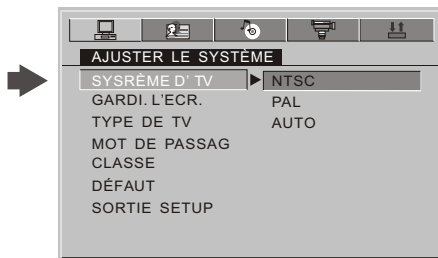 AJUSTER LE SYSTÈME
SYSRÈME D' TV NTSC
GARDI. L'ECR. PAL
TYPE DE TV AUTO
MOT DE PASSAG
CLASSE
DÉFAUT
SORTIE SETUP